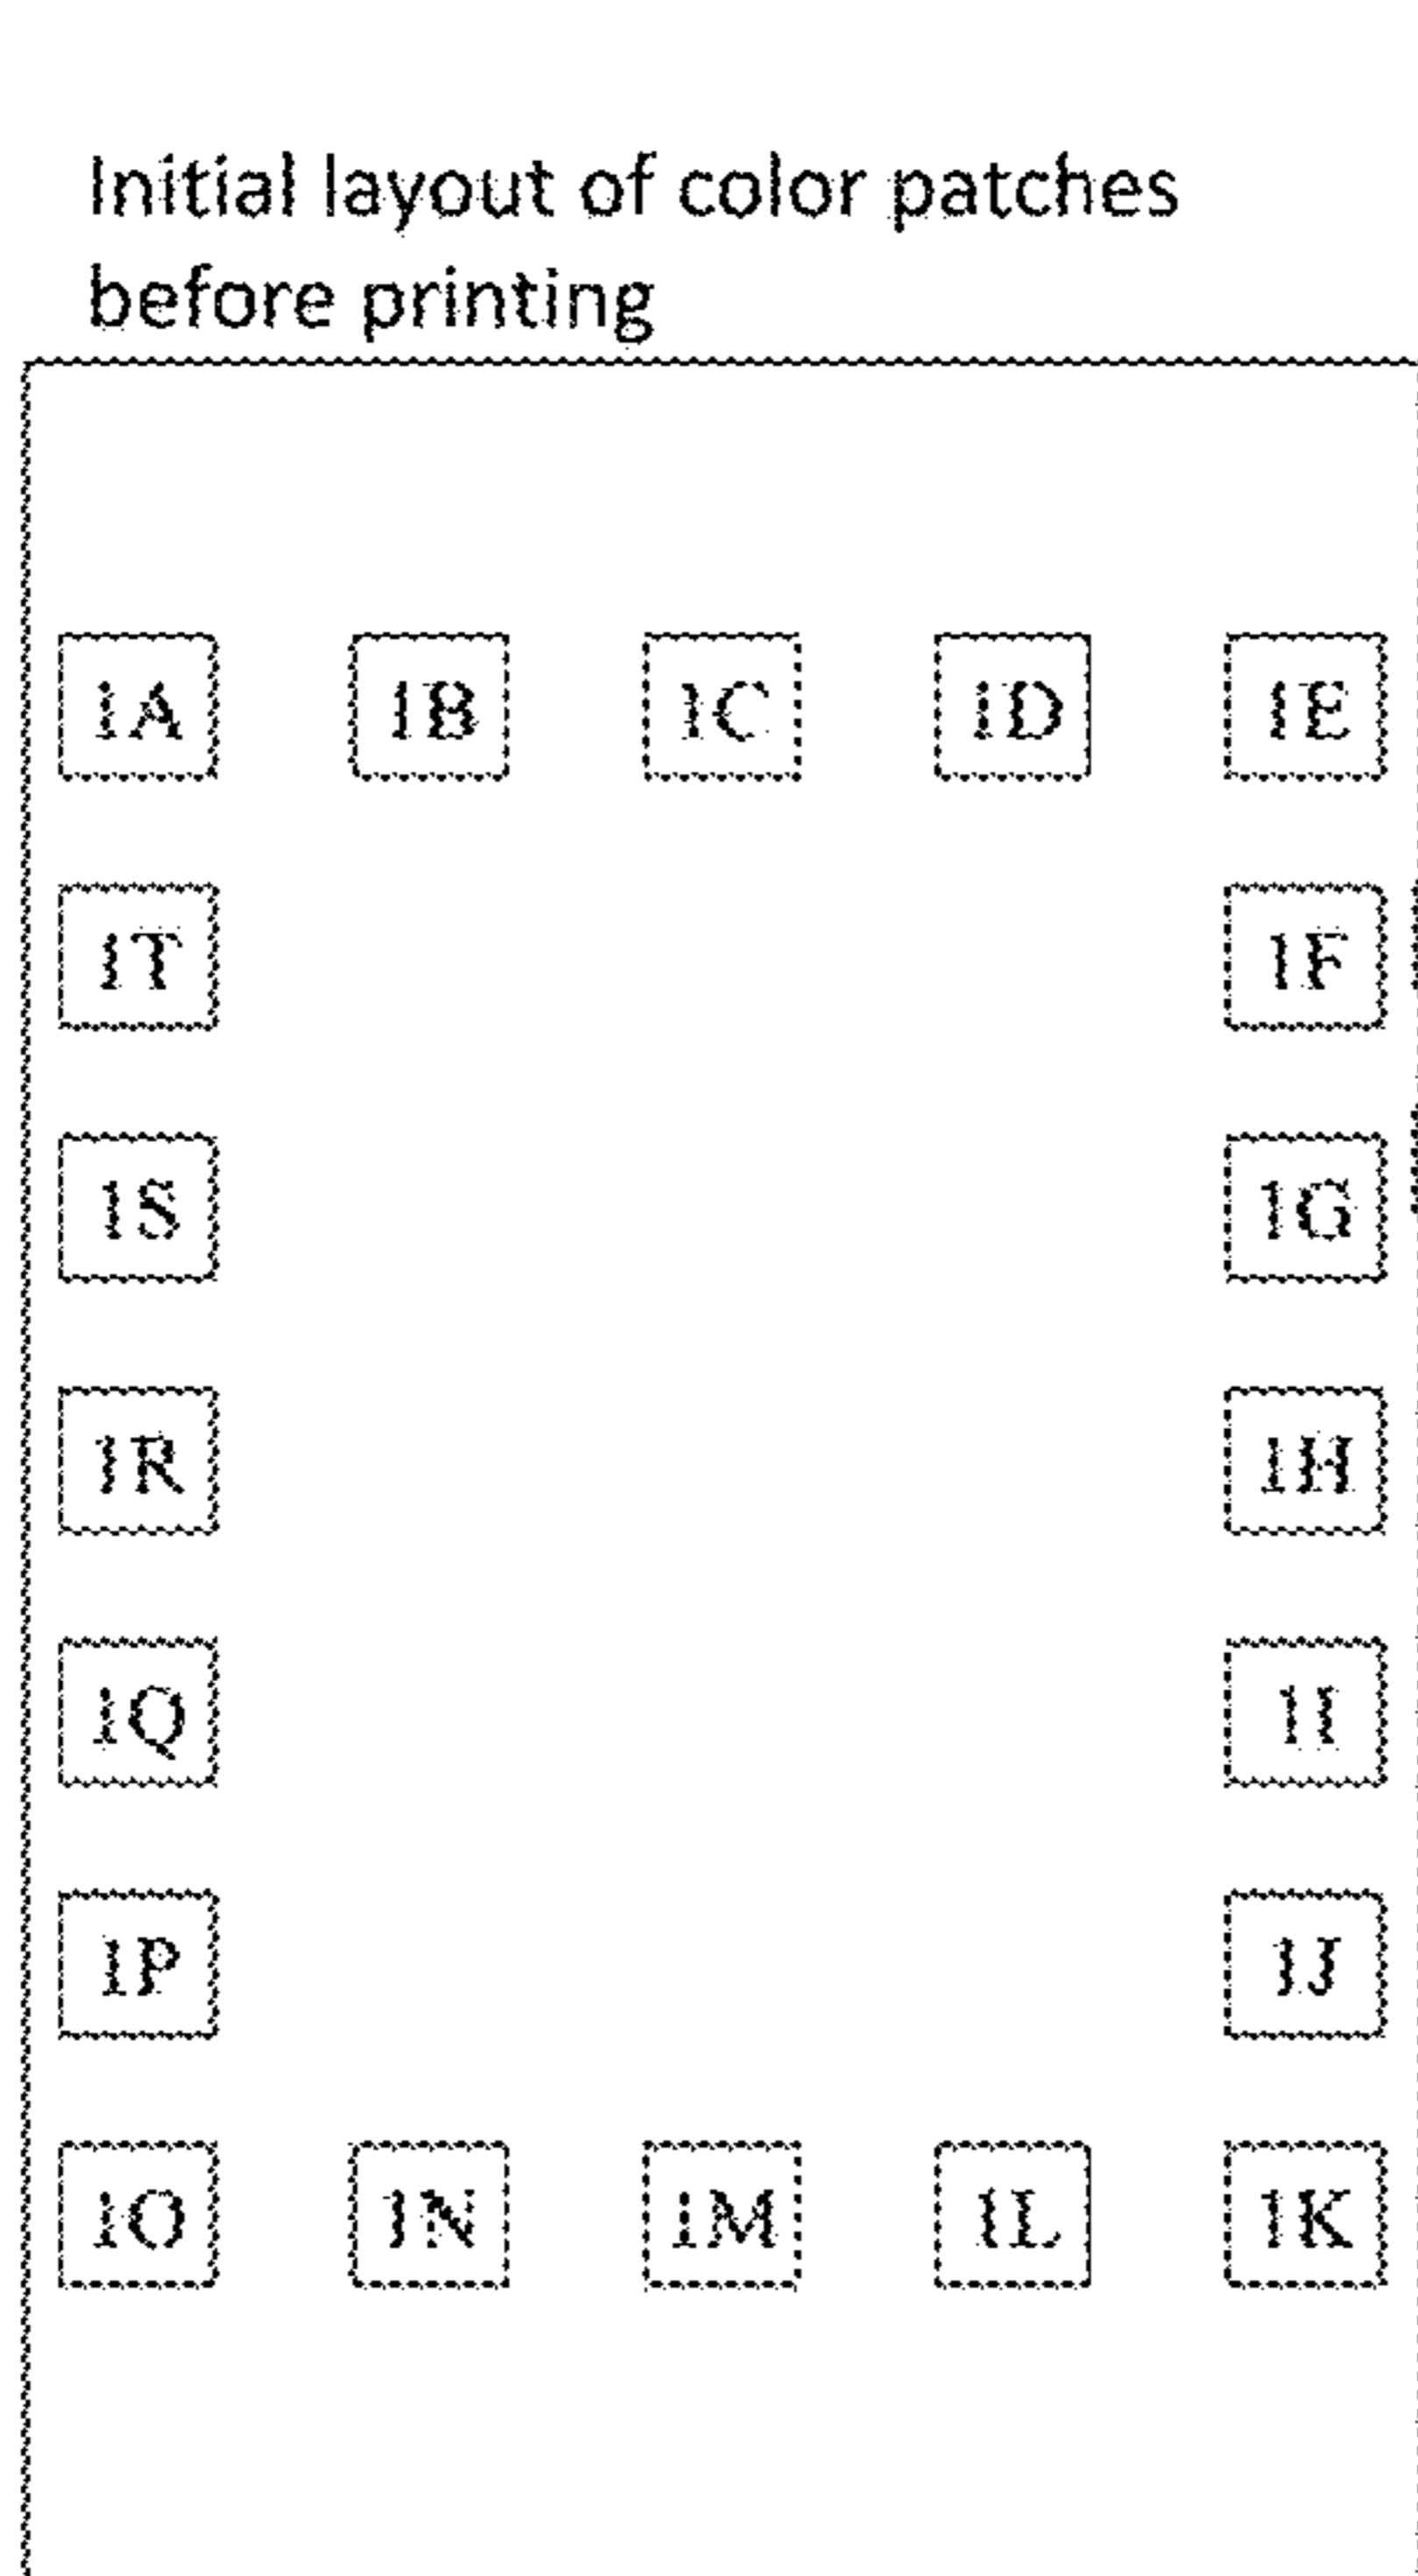 Initial layout of color patches
before printing
1A 1B 1C 1D 1E
1T 1F
1S 1G
1R 1H
1Q 1I
1P 1J
1O 1N 1M 1L 1K